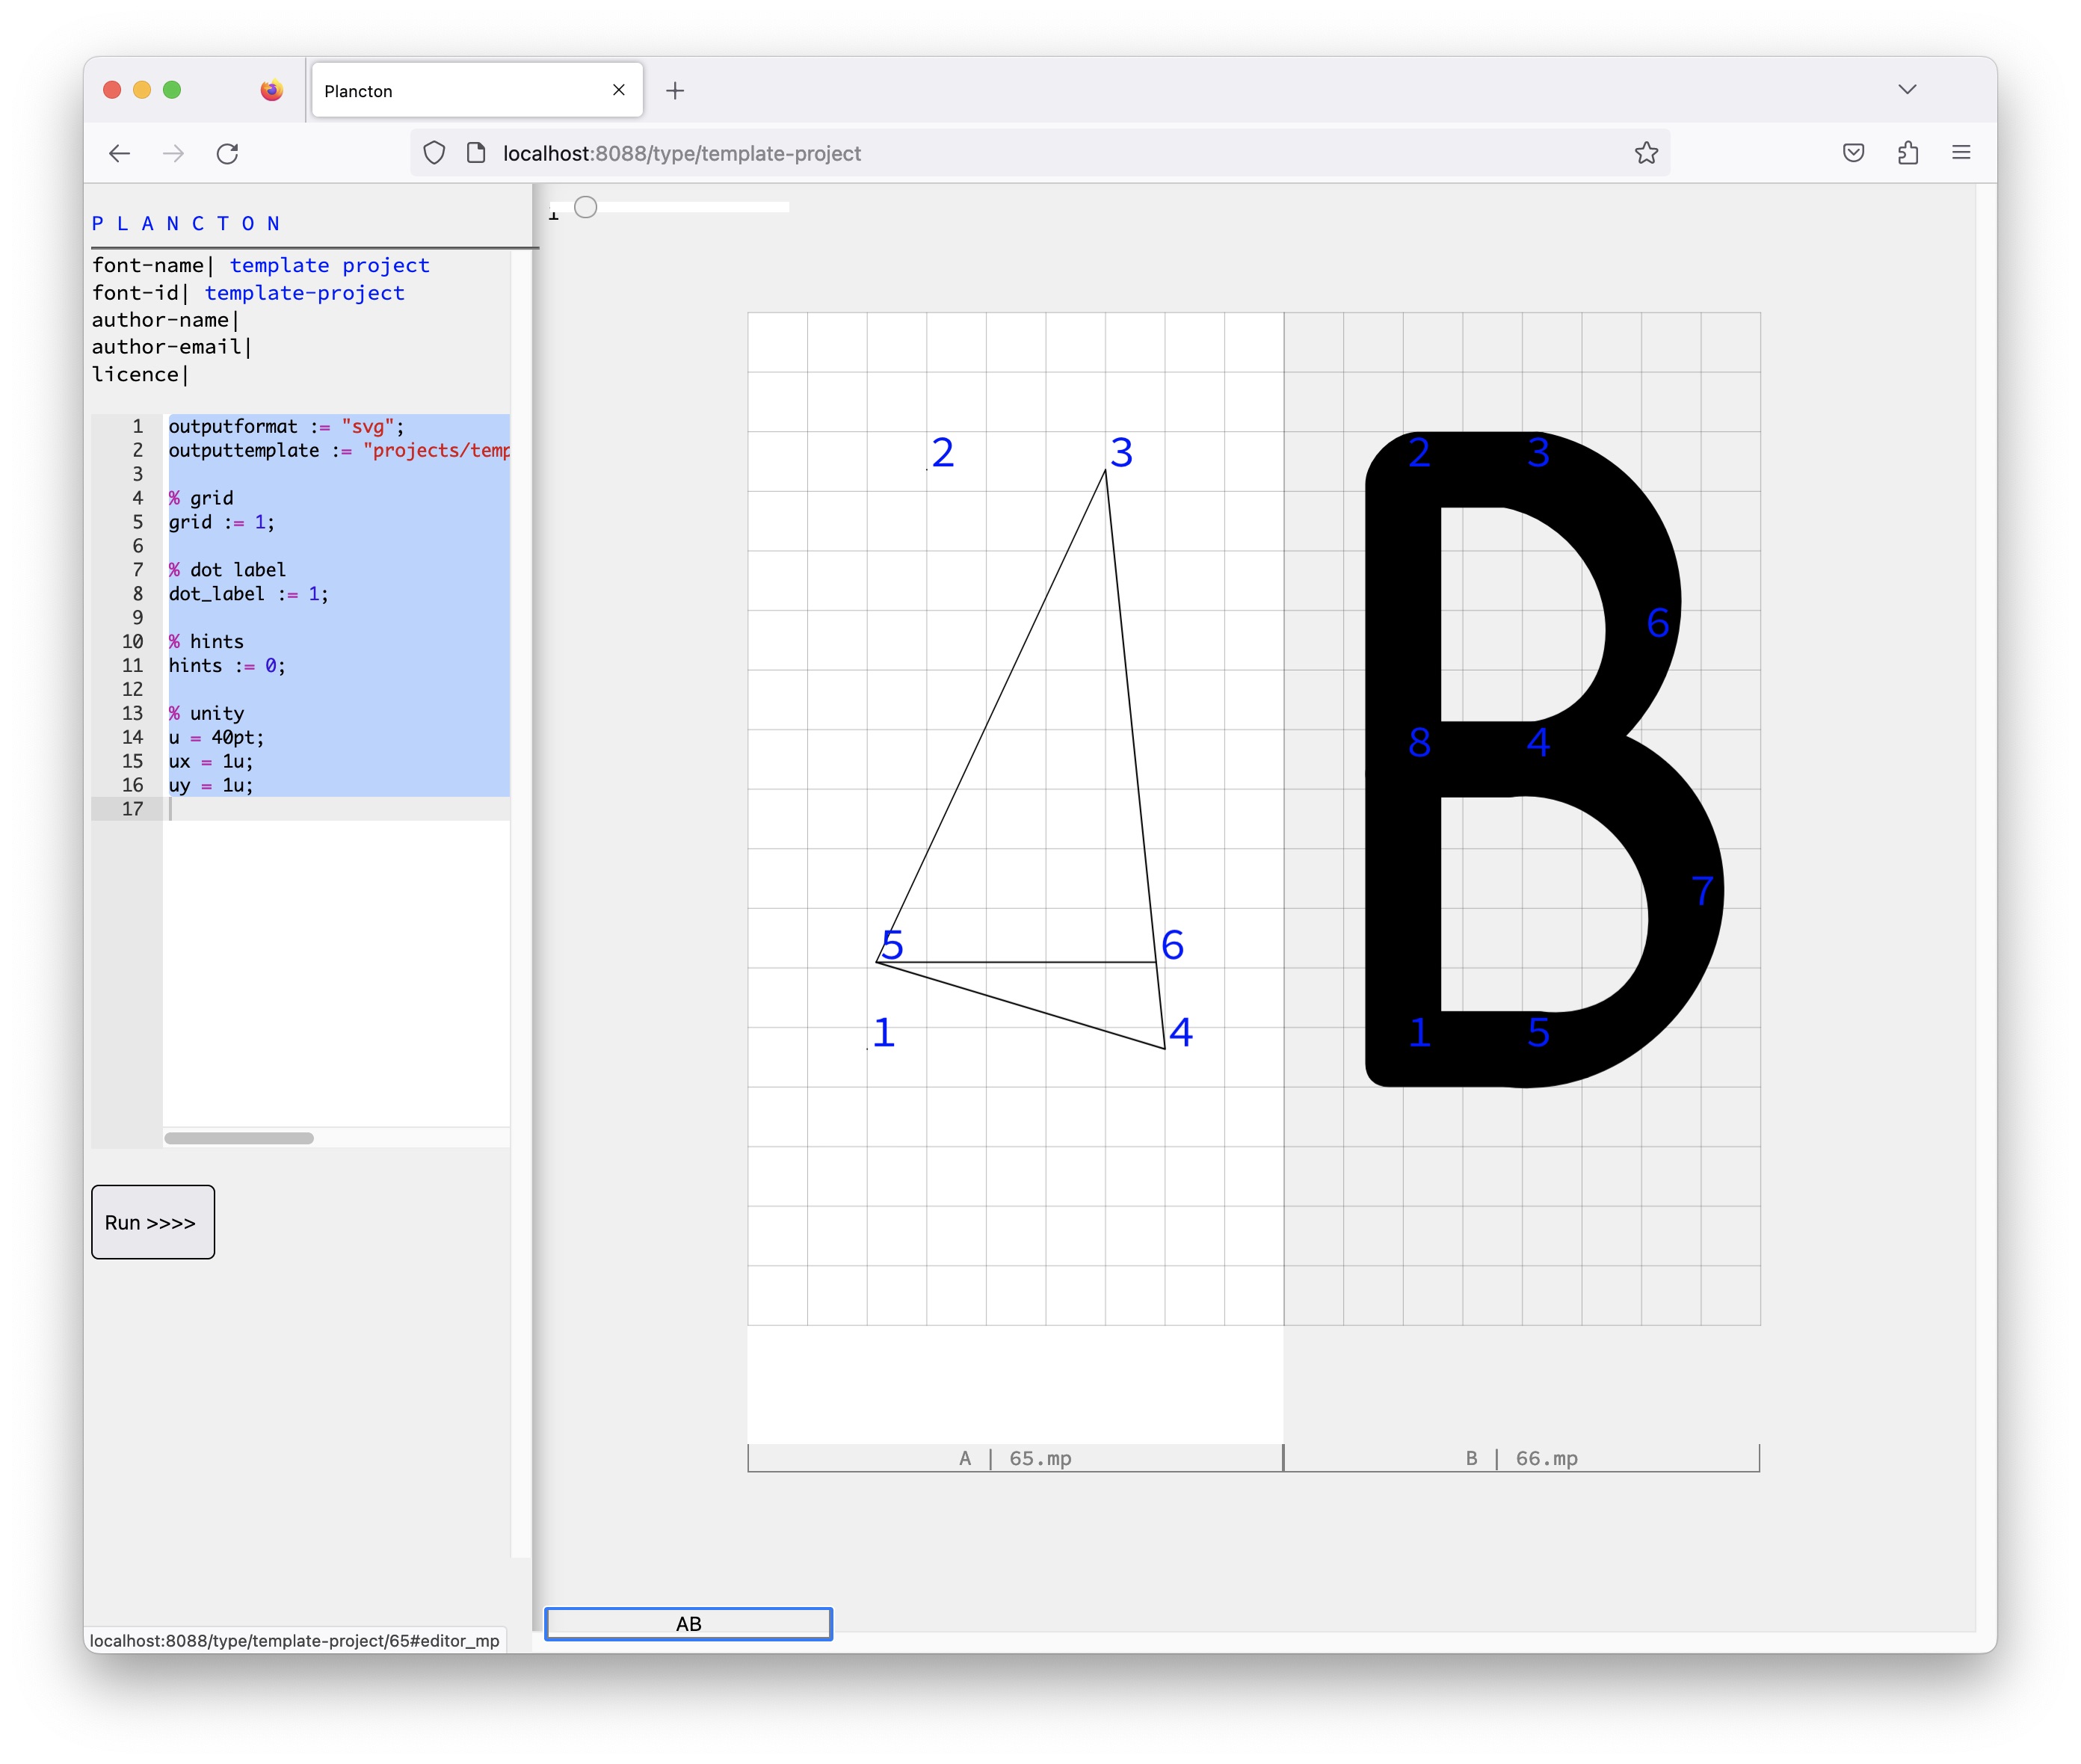 Plancton
localhost:8088/type/template-project
PLANCTON
1
font-name| template project
font-id| template-project
author-name|
author-email|
licence|
1 outputformat := "svg";
2 outputtemplate := "projects/temp
3
4 % grid
5 grid := 1;
6
7 % dot label
8 dot_label := 1;
9
10 % hints
11 hints := 0;
12
13 % unity
14 u = 40pt;
15 ux = 1u;
16 uy = 1u;
17
Run >>>>
2 3
5 6
1 4
2 3
6
8 4
7
1 5
A | 65.mp
B | 66.mp
AB
localhost:8088/type/template-project/65#editor_mp